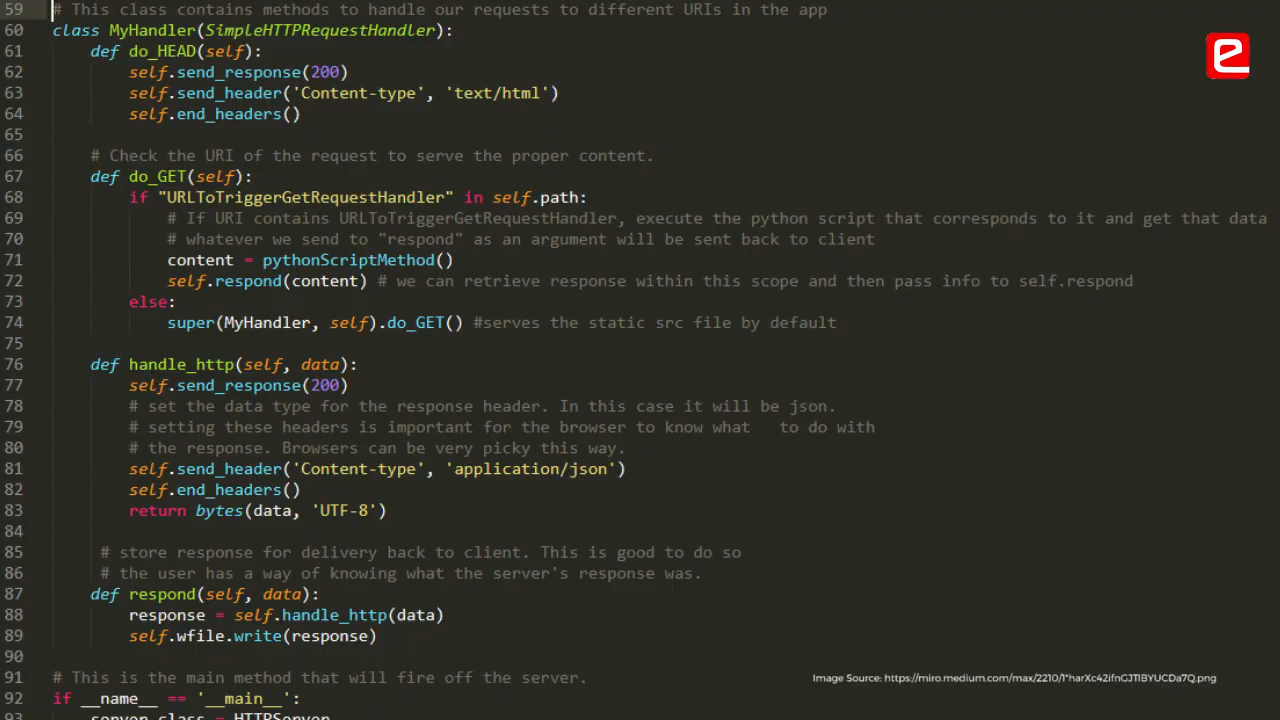 59 # This class contains methods to handle our requests to different URIs in the app
60 class MyHandler(SimpleHTTPRequestHandler):
61     def do_HEAD(self):
62         self.send_response(200)
63         self.send_header('Content-type', 'text/html')
64         self.end_headers()
65
66     # Check the URI of the request to serve the proper content.
67     def do_GET(self):
68         if "URLToTriggerGetRequestHandler" in self.path:
69             # If URI contains URLToTriggerGetRequestHandler, execute the python script that corresponds to it and get that data
70             # whatever we send to "respond" as an argument will be sent back to client
71             content = pythonScriptMethod()
72             self.respond(content) # we can retrieve response within this scope and then pass info to self.respond
73         else:
74             super(MyHandler, self).do_GET() #serves the static src file by default
75
76     def handle_http(self, data):
77         self.send_response(200)
78         # set the data type for the response header. In this case it will be json.
79         # setting these headers is important for the browser to know what   to do with
80         # the response. Browsers can be very picky this way.
81         self.send_header('Content-type', 'application/json')
82         self.end_headers()
83         return bytes(data, 'UTF-8')
84
85      # store response for delivery back to client. This is good to do so
86      # the user has a way of knowing what the server's response was.
87     def respond(self, data):
88         response = self.handle_http(data)
89         self.wfile.write(response)
90
91 # This is the main method that will fire off the server.
92 if __name__ == '__main__':
93     server_class = HTTPServer
e
Image Source: https://miro.medium.com/max/2210/1*harXc42ifnGJTIBYUCDa7Q.png